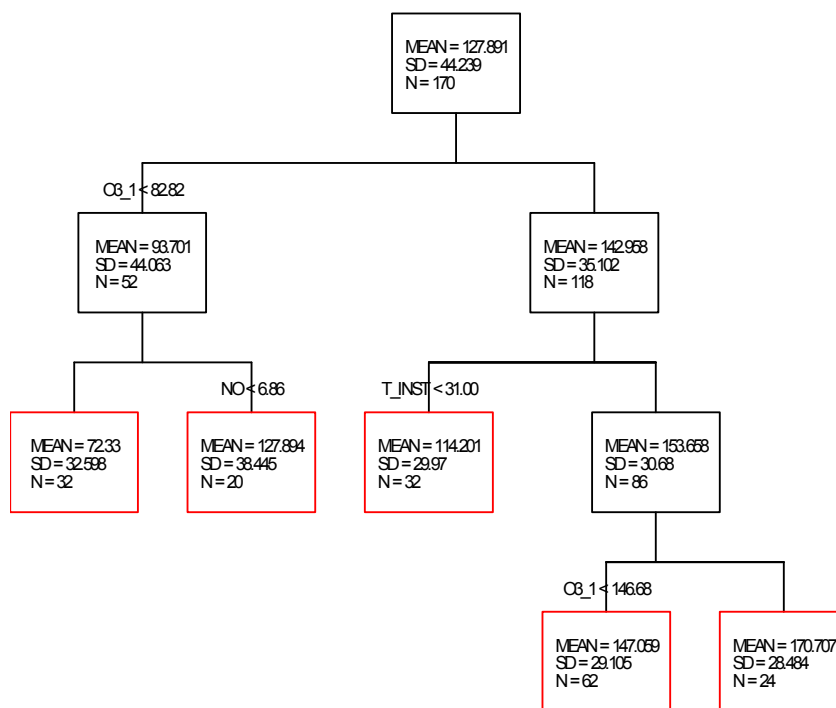 MEAN = 127.891
SD = 44.239
N = 170
O3_1 < 82.82
MEAN = 93.701
SD = 44.063
N = 52
MEAN = 142.958
SD = 35.102
N = 118
NO < 6.86
T_INST < 31.00
MEAN = 72.33
SD = 32.598
N = 32
MEAN = 127.894
SD = 38.445
N = 20
MEAN = 114.201
SD = 29.97
N = 32
MEAN = 153.658
SD = 30.68
N = 86
O3_1 < 146.68
MEAN = 147.059
SD = 29.105
N = 62
MEAN = 170.707
SD = 28.484
N = 24